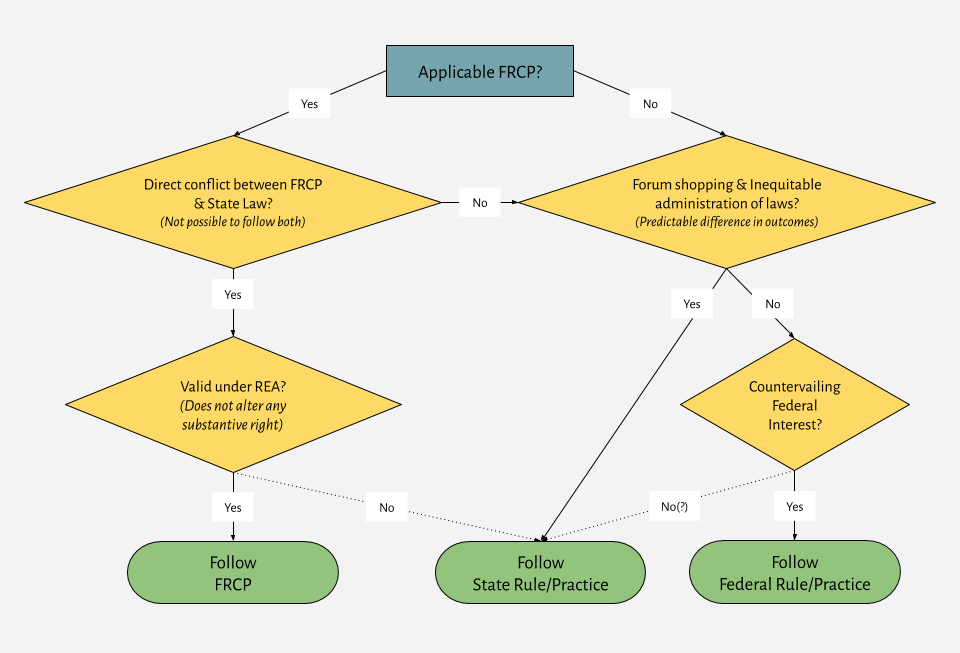 Applicable FRCP?
Yes
No
Direct conflict between FRCP
& State Law?
(Not possible to follow both)
No
Forum shopping & Inequitable
administration of laws?
(Predictable difference in outcomes)
Yes
Yes
No
Valid under REA?
(Does not alter any
substantive right)
Countervailing
Federal
Interest?
Yes
No
No(?)
Yes
Follow
FRCP
Follow
State Rule/Practice
Follow
Federal Rule/Practice